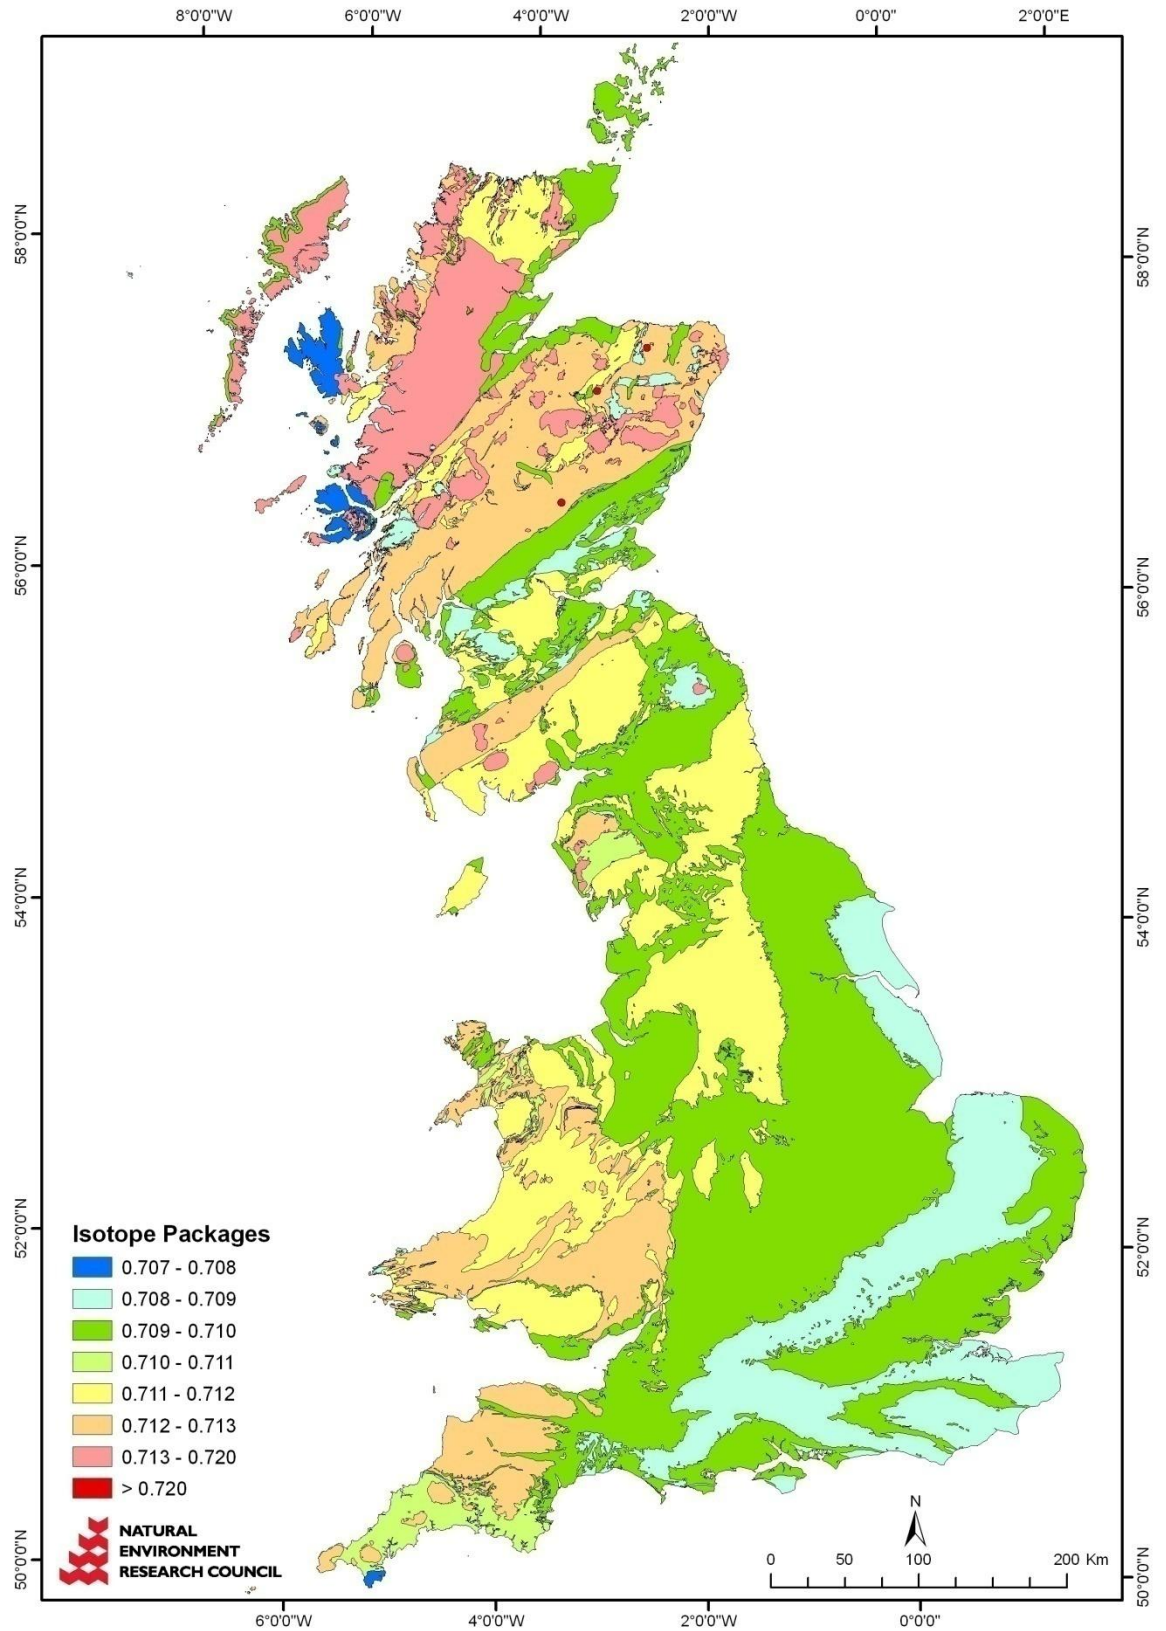 8°0'0"W 6°0'0"W 4°0'0"W 2°0'0"W 0°0'0" 2°0'0"E
58°0'0"N
58°0'0"N
56°0'0"N
56°0'0"N
54°0'0"N
54°0'0"N
52°0'0"N
52°0'0"N
Isotope Packages
0.707 - 0.708
0.708 - 0.709
0.709 - 0.710
0.710 - 0.711
0.711 - 0.712
0.712 - 0.713
0.713 - 0.720
> 0.720
NATURAL
ENVIRONMENT
RESEARCH COUNCIL
N
0 50 100 200 Km
50°0'0"N
50°0'0"N
6°0'0"W 4°0'0"W 2°0'0"W 0°0'0"